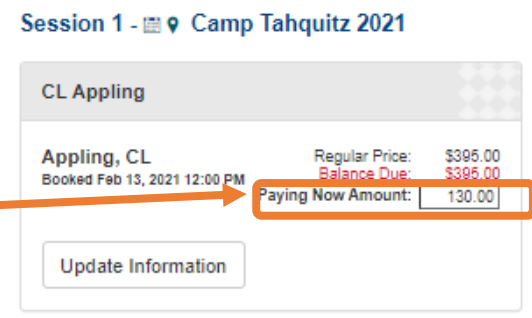 Session 1 - Camp Tahquitz 2021
CL Appling
Appling, CL
Booked Feb 13, 2021 12:00 PM
Regular Price: $395.00
Balance Due: $395.00
Paying Now Amount: 130.00
Update Information